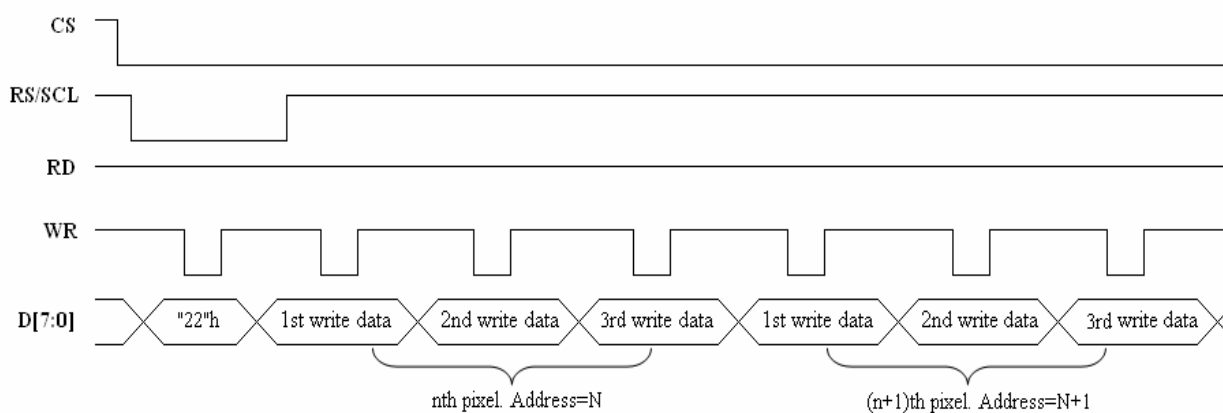 CS
RS/SCL
RD
WR
D[7:0]
"22"h
1st write data
2nd write data
3rd write data
1st write data
2nd write data
3rd write data
nth pixel. Address=N
(n+1)th pixel. Address=N+1